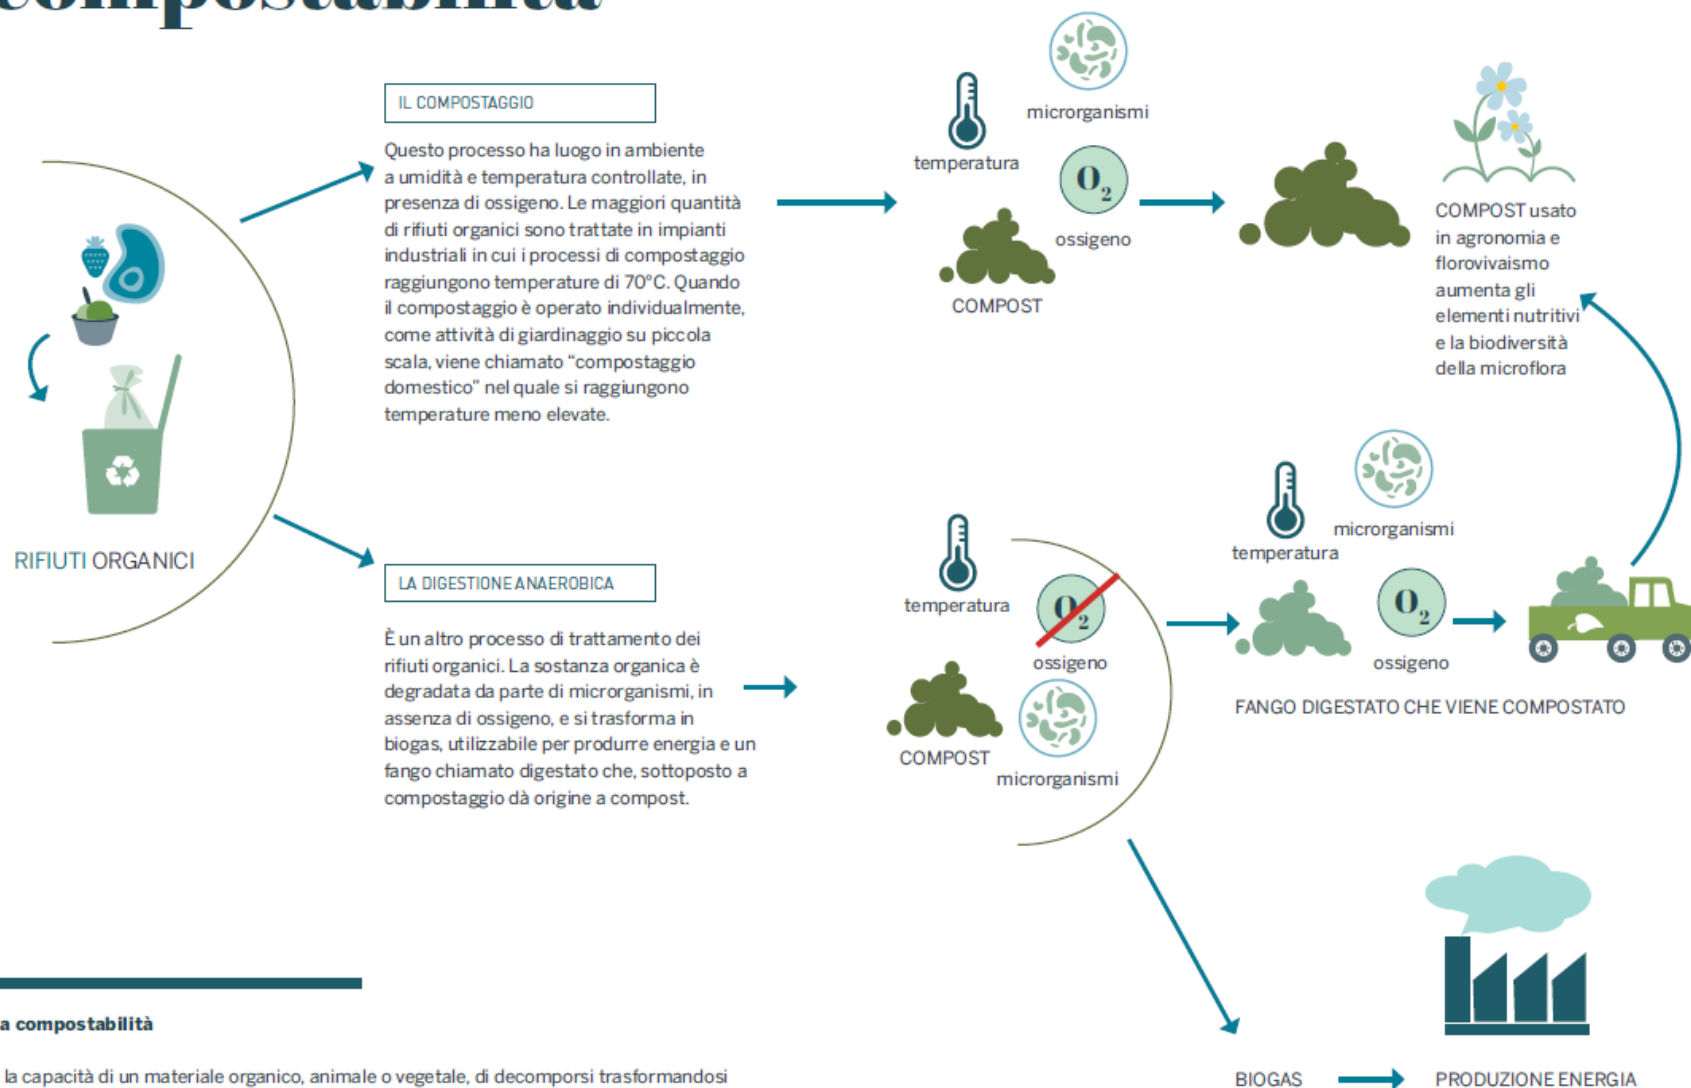 compostabilità
IL COMPOSTAGGIO
Questo processo ha luogo in ambiente
a umidità e temperatura controllate, in
presenza di ossigeno. Le maggiori quantità
di rifiuti organici sono trattate in impianti
industriali in cui i processi di compostaggio
raggiungono temperature di 70°C. Quando
il compostaggio è operato individualmente,
come attività di giardinaggio su piccola
scala, viene chiamato “compostaggio
domestico” nel quale si raggiungono
temperature meno elevate.
temperatura
microrganismi
O2
ossigeno
COMPOST
COMPOST usato
in agronomia e
florovivaismo
aumenta gli
elementi nutritivi
e la biodiversità
della microflora
RIFIUTI ORGANICI
LA DIGESTIONE ANAEROBICA
È un altro processo di trattamento dei
rifiuti organici. La sostanza organica è
degradata da parte di microrganismi, in
assenza di ossigeno, e si trasforma in
biogas, utilizzabile per produrre energia e un
fango chiamato digestato che, sottoposto a
compostaggio dà origine a compost.
temperatura
O2
ossigeno
COMPOST
microrganismi
temperatura
microrganismi
O2
ossigeno
FANGO DIGESTATO CHE VIENE COMPOSTATO
BIOGAS
PRODUZIONE ENERGIA
a compostabilità
la capacità di un materiale organico, animale o vegetale, di decomporsi trasformandosi